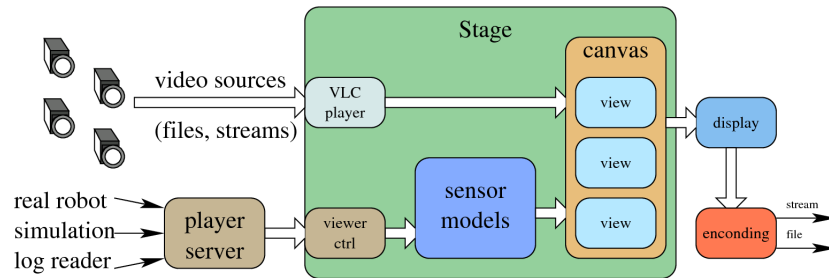 Stage
canvas
video sources
(files, streams)
VLC
player
view
display
view
real robot
simulation
log reader
player
server
viewer
ctrl
sensor
models
view
enconding
stream
file